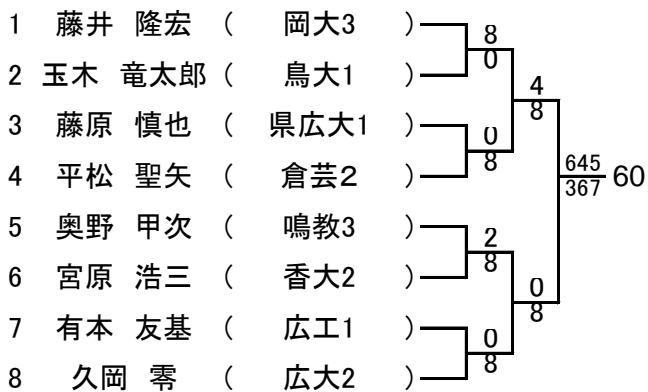 1 藤井 隆宏 ( 岡大3 )
2 玉木 竜太郎 ( 鳥大1 )
3 藤原 慎也 ( 県広大1 )
4 平松 聖矢 ( 倉芸2 )
5 奥野 甲次 ( 鳴教3 )
6 宮原 浩三 ( 香大2 )
7 有本 友基 ( 広工1 )
8 久岡 零 ( 広大2 )
8
0
0
8
2
8
0
8
4
8
0
8
645
367
60